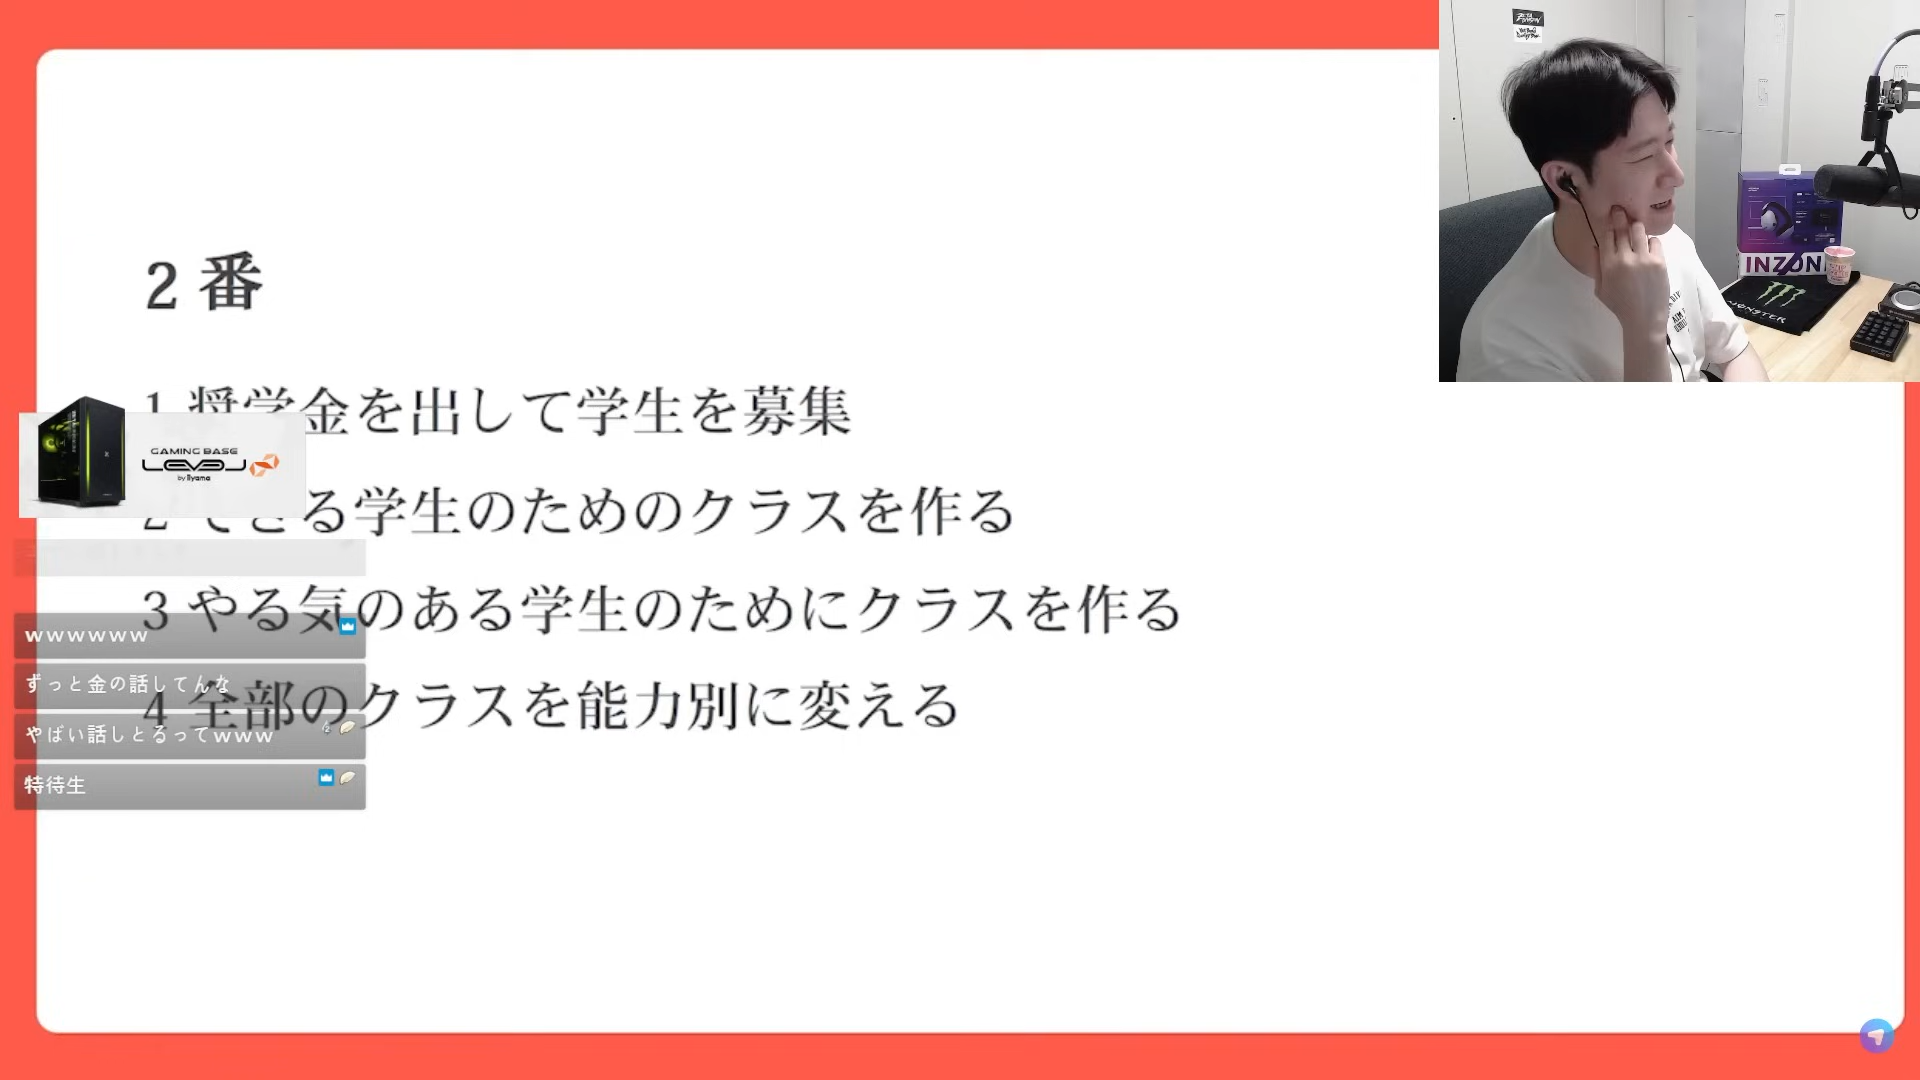 2 番
1 奨学金を出して学生を募集
2 できる学生のためのクラスを作る
3 やる気のある学生のためにクラスを作る
4 全部のクラスを能力別に変える
GAMING BASE
LEVEL
by iiyama
wwwwww
ずっと金の話してんな
やばい話しとるってwww
特待生
INZON
MONSTER